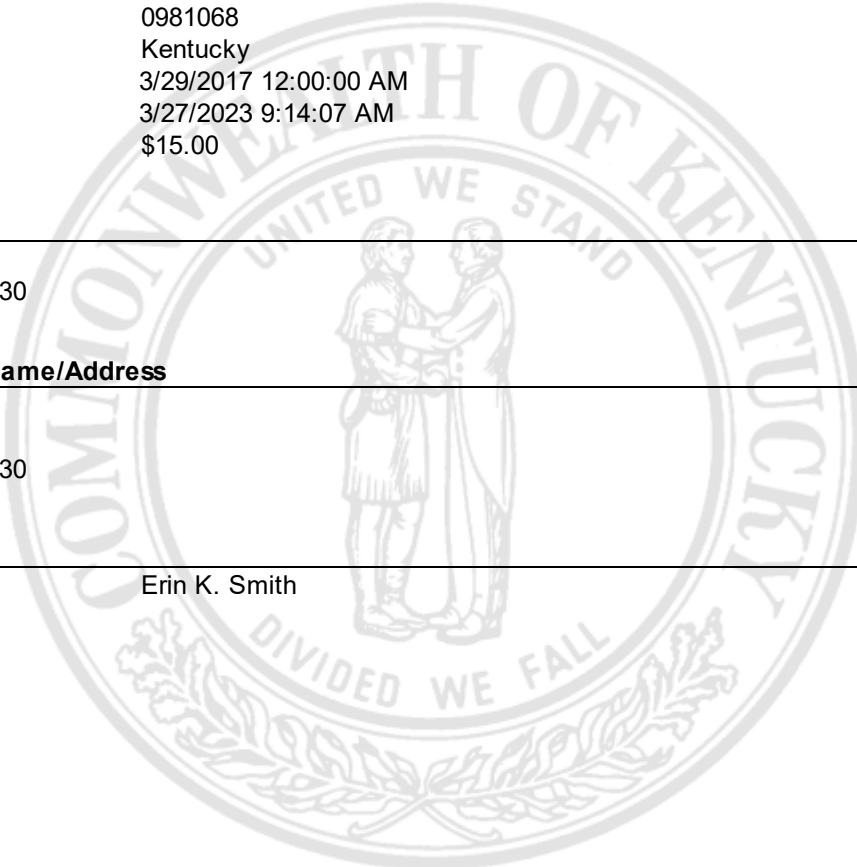 0981068
Kentucky
3/29/2017 12:00:00 AM
3/27/2023 9:14:07 AM
$15.00
COMMONWEALTH OF KENTUCKY
UNITED WE STAND
30
ame/Address
30
Erin K. Smith
DIVIDED WE FALL